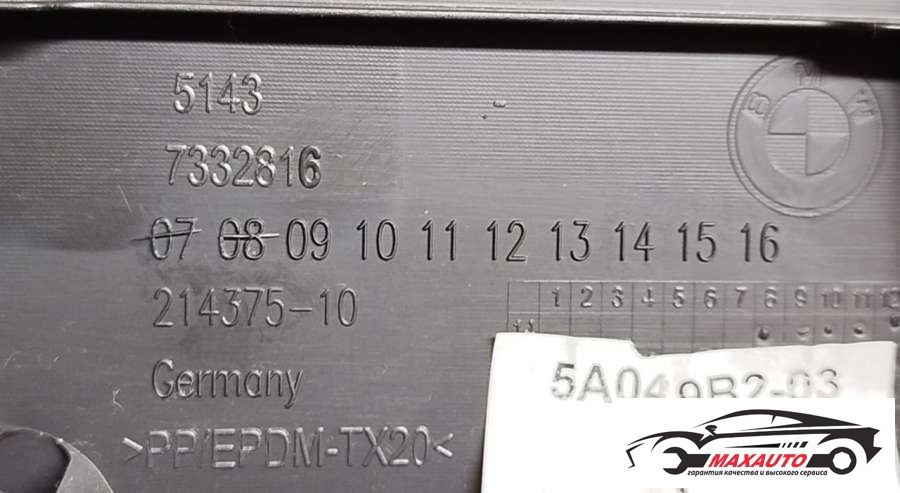 5143
7332816
07 08 09 10 11 12 13 14 15 16
214375-10
Germany
>PP/EPDM-TX20<
BMW
1 2 3 4 5 6 7 8 9 10 11 12
14
5A049B2-03
MAXAUTO
гарантия качества и высокого сервиса